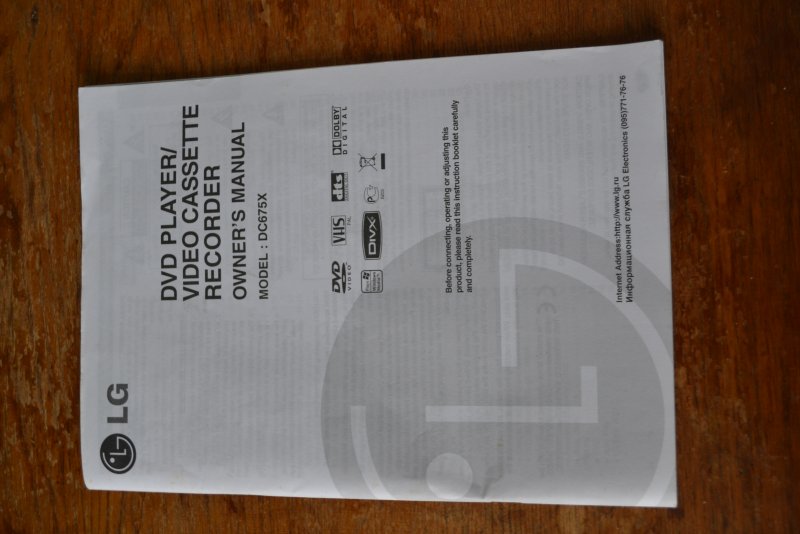 LG
DVD PLAYER/
VIDEO CASSETTE
RECORDER
OWNER'S MANUAL
MODEL : DC675X
DVD
VIDEO
VHS
PAL
dts
DOLBY
DIGITAL
DIVX
Before connecting, operating or adjusting this
product, please read this instruction booklet carefully
and completely.
Internet Address:http://www.lg.ru
Информационная служба LG Electronics (095)771-76-76